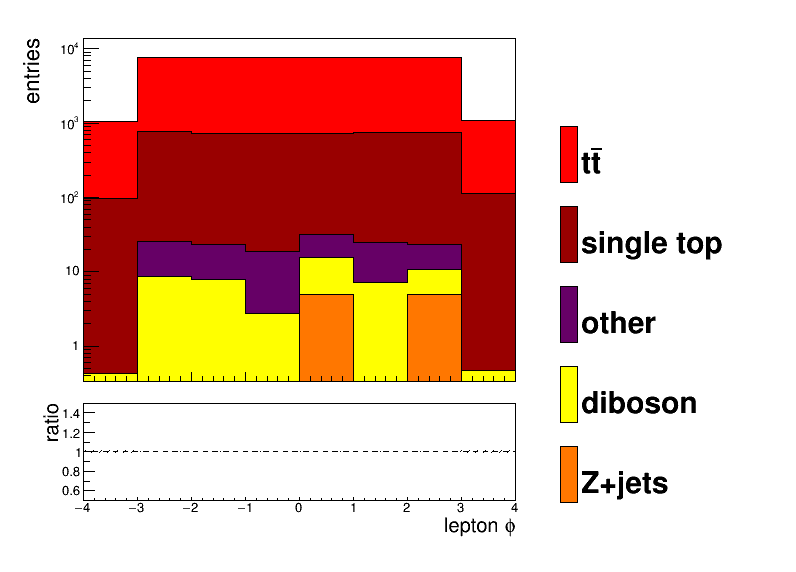 entries
10⁴
10³
10²
10
1
ratio
1.4
1.2
1
0.8
0.6
−4 −3 −2 −1 0 1 2 3 4
lepton ϕ
tt̄
single top
other
diboson
Z+jets